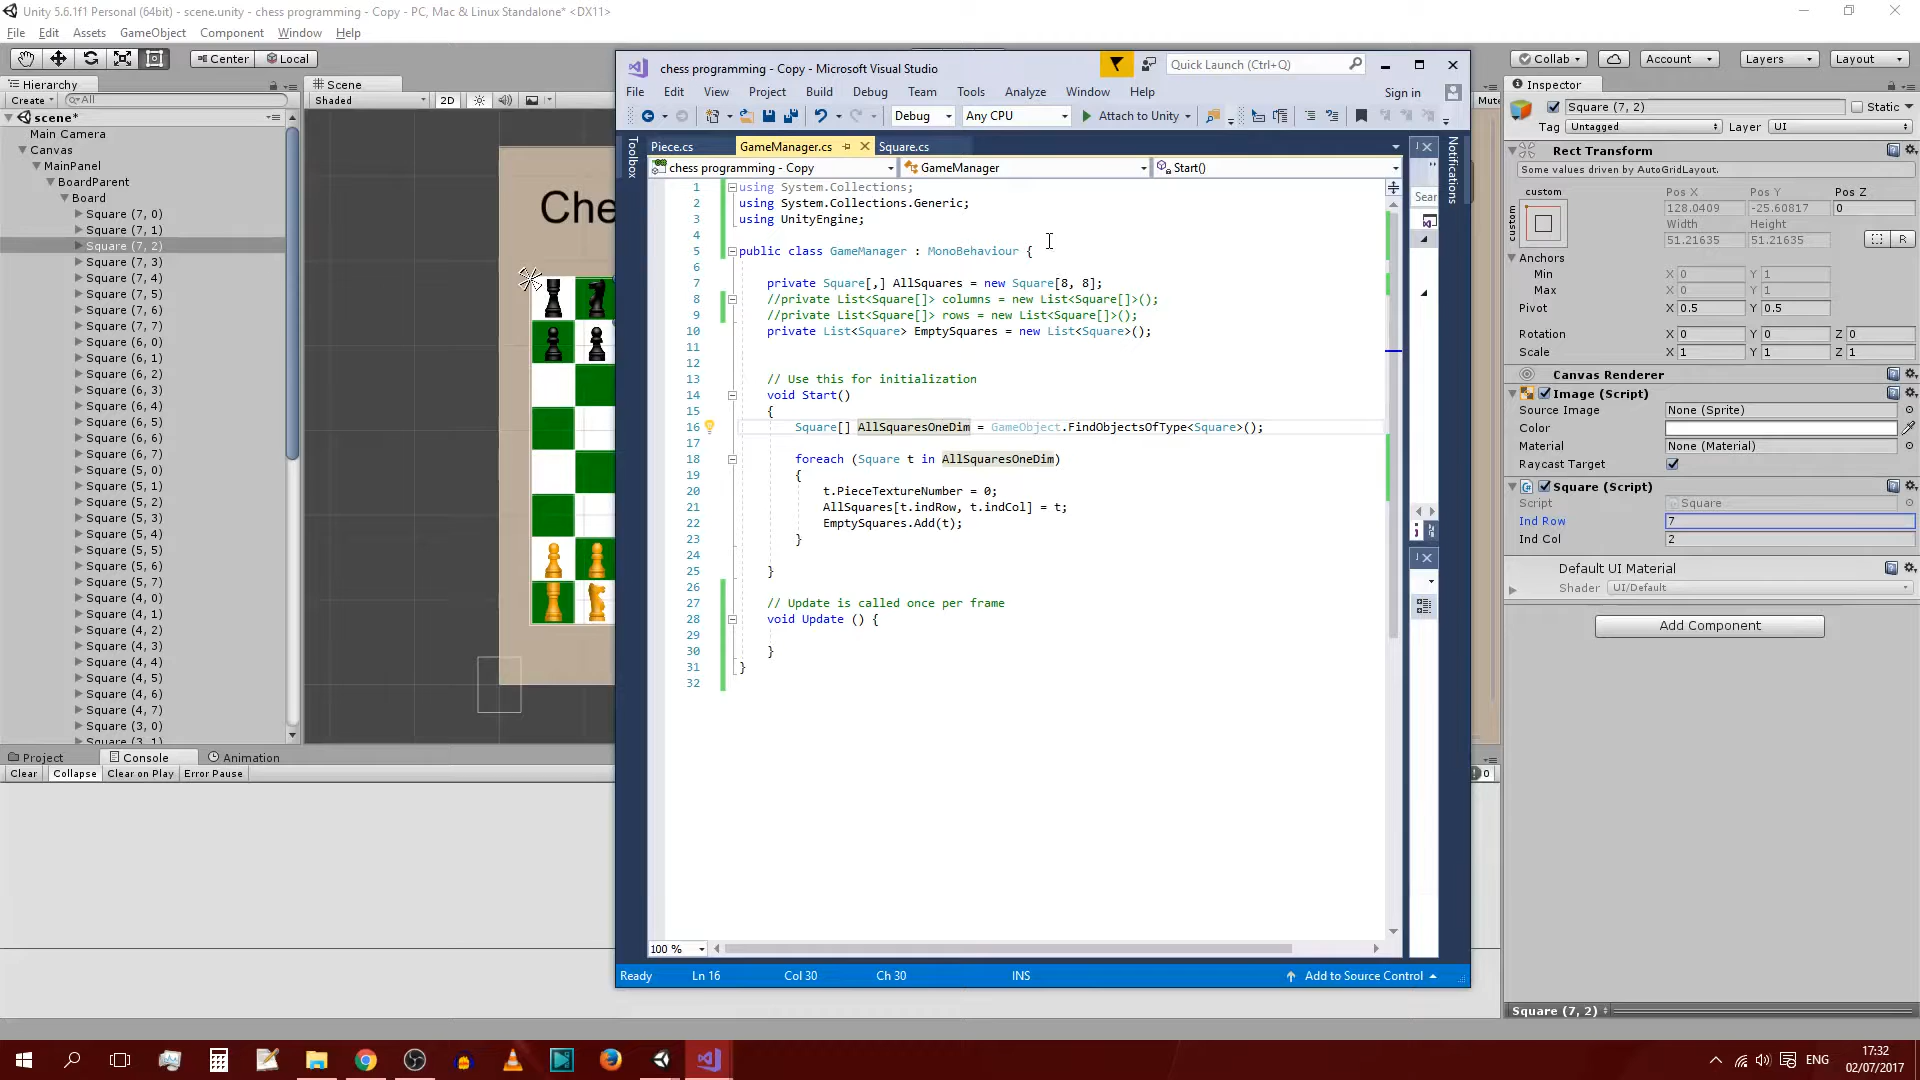 Unity 5.6.1f1 Personal (64bit) - scene.unity - chess programming - Copy - PC, Mac & Linux Standalone* <DX11>
File Edit Assets GameObject Component Window Help
Center Local
Collab Account Layers Layout
Hierarchy
Create All
scene*
Main Camera
Canvas
MainPanel
BoardParent
Board
Square (7, 0)
Square (7, 1)
Square (7, 2)
Square (7, 3)
Square (7, 4)
Square (7, 5)
Square (7, 6)
Square (7, 7)
Square (6, 0)
Square (6, 1)
Square (6, 2)
Square (6, 3)
Square (6, 4)
Square (6, 5)
Square (6, 6)
Square (6, 7)
Square (5, 0)
Square (5, 1)
Square (5, 2)
Square (5, 3)
Square (5, 4)
Square (5, 5)
Square (5, 6)
Square (5, 7)
Square (4, 0)
Square (4, 1)
Square (4, 2)
Square (4, 3)
Square (4, 4)
Square (4, 5)
Square (4, 6)
Square (4, 7)
Square (3, 0)
Square (3, 1)
Scene
Shaded 2D
Che
chess programming - Copy - Microsoft Visual Studio
Quick Launch (Ctrl+Q)
File Edit View Project Build Debug Team Tools Analyze Window Help
Sign in
Debug Any CPU Attach to Unity
Toolbox
Piece.cs GameManager.cs Square.cs
chess programming - Copy GameManager Start()
1 using System.Collections;
2 using System.Collections.Generic;
3 using UnityEngine;
4
5 public class GameManager : MonoBehaviour {
6
7 private Square[,] AllSquares = new Square[8, 8];
8 //private List<Square[]> columns = new List<Square[]>();
9 //private List<Square[]> rows = new List<Square[]>();
10 private List<Square> EmptySquares = new List<Square>();
11
12
13 // Use this for initialization
14 void Start()
15 {
16 Square[] AllSquaresOneDim = GameObject.FindObjectsOfType<Square>();
17
18 foreach (Square t in AllSquaresOneDim)
19 {
20 t.PieceTextureNumber = 0;
21 AllSquares[t.indRow, t.indCol] = t;
22 EmptySquares.Add(t);
23 }
24
25 }
26
27 // Update is called once per frame
28 void Update () {
29
30 }
31 }
32
100 %
Ready Ln 16 Col 30 Ch 30 INS Add to Source Control
Sear
Notifications
Mute
Inspector
Square (7, 2) Static
Tag Untagged Layer UI
Rect Transform
Some values driven by AutoGridLayout.
custom Pos X Pos Y Pos Z
custom 128.0409 -25.60817 0
Width Height
51.21635 51.21635 R
Anchors
Min X 0 Y 1
Max X 0 Y 1
Pivot X 0.5 Y 0.5
Rotation X 0 Y 0 Z 0
Scale X 1 Y 1 Z 1
Canvas Renderer
Image (Script)
Source Image None (Sprite)
Color
Material None (Material)
Raycast Target
Square (Script)
Script Square
Ind Row 7
Ind Col 2
Default UI Material
Shader UI/Default
Add Component
Square (7, 2)
Project Console Animation
Clear Collapse Clear on Play Error Pause
0
ENG
17:32
02/07/2017